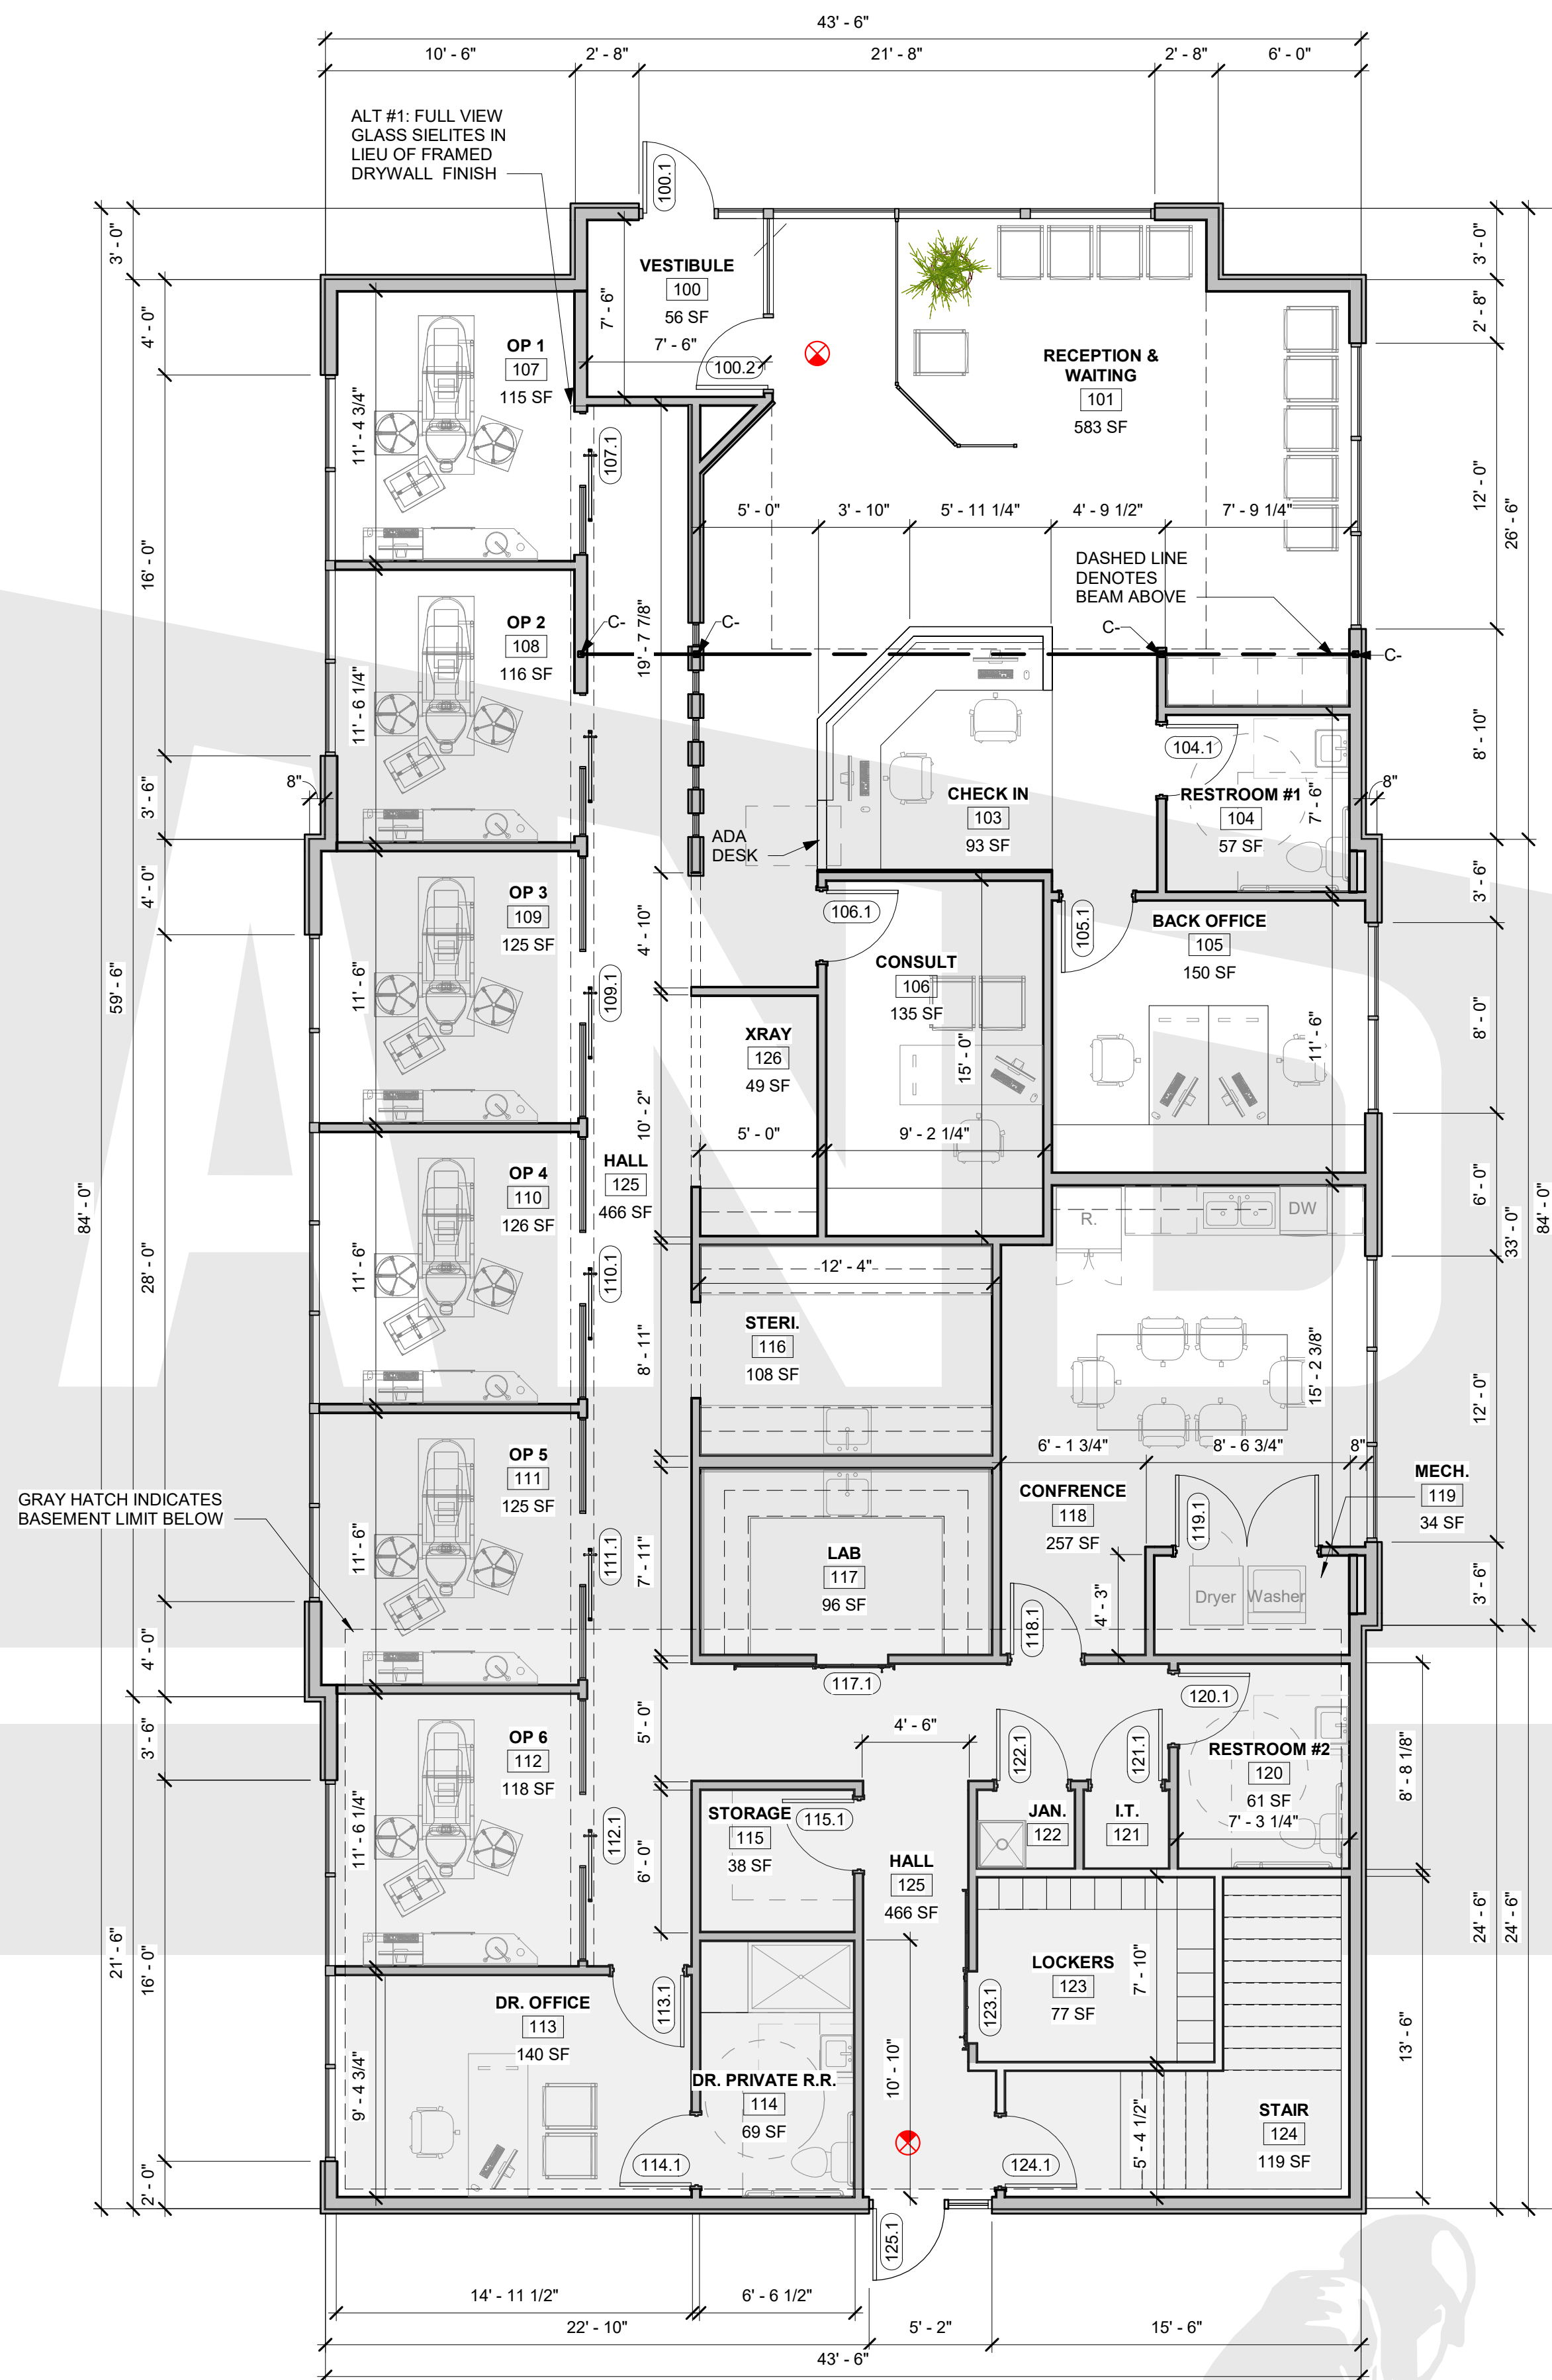 43' - 6"
10' - 6"
2' - 8"
21' - 8"
2' - 8"
6' - 0"
ALT #1: FULL VIEW
GLASS SIELITES IN
LIEU OF FRAMED
DRYWALL FINISH
100.1
3' - 0"
3' - 0"
VESTIBULE
100
56 SF
7' - 6"
7' - 6"
100.2
4' - 0"
2' - 8"
OP 1
107
115 SF
11' - 4 3/4"
107.1
RECEPTION &
WAITING
101
583 SF
12' - 0"
26' - 6"
5' - 0"
3' - 10"
5' - 11 1/4"
4' - 9 1/2"
7' - 9 1/4"
16' - 0"
DASHED LINE
DENOTES
BEAM ABOVE
OP 2
108
116 SF
11' - 6 1/4"
C-
19' - 7 7/8"
C-
C-
C-
8"
3' - 6"
104.1
8' - 10"
8"
CHECK IN
103
93 SF
RESTROOM #1
104
57 SF
7' - 6"
ADA
DESK
4' - 0"
3' - 6"
OP 3
109
125 SF
11' - 6"
109.1
4' - 10"
106.1
105.1
BACK OFFICE
105
150 SF
11' - 6"
CONSULT
106
135 SF
15' - 0"
59' - 6"
8' - 0"
XRAY
126
49 SF
10' - 2"
5' - 0"
9' - 2 1/4"
HALL
125
466 SF
84' - 0"
OP 4
110
126 SF
11' - 6"
110.1
6' - 0"
33' - 0"
84' - 0"
R.
DW
28' - 0"
12' - 4"
STERI.
116
108 SF
8' - 11"
15' - 2 3/8"
12' - 0"
6' - 1 3/4"
8' - 6 3/4"
8"
OP 5
111
125 SF
11' - 6"
111.1
GRAY HATCH INDICATES
BASEMENT LIMIT BELOW
CONFRENCE
118
257 SF
MECH.
119
34 SF
119.1
LAB
117
96 SF
7' - 11"
4' - 3"
Dryer
Washer
3' - 6"
118.1
4' - 0"
117.1
120.1
3' - 6"
5' - 0"
4' - 6"
OP 6
112
118 SF
11' - 6 1/4"
112.1
122.1
121.1
RESTROOM #2
120
61 SF
7' - 3 1/4"
8' - 8 1/8"
STORAGE
115
38 SF
115.1
6' - 0"
JAN.
122
I.T.
121
HALL
125
466 SF
21' - 6"
16' - 0"
24' - 6"
24' - 6"
LOCKERS
123
77 SF
7' - 10"
123.1
DR. OFFICE
113
140 SF
113.1
9' - 4 3/4"
10' - 10"
13' - 6"
DR. PRIVATE R.R.
114
69 SF
114.1
STAIR
124
119 SF
5' - 4 1/2"
124.1
2' - 0"
125.1
14' - 11 1/2"
6' - 6 1/2"
22' - 10"
5' - 2"
15' - 6"
43' - 6"